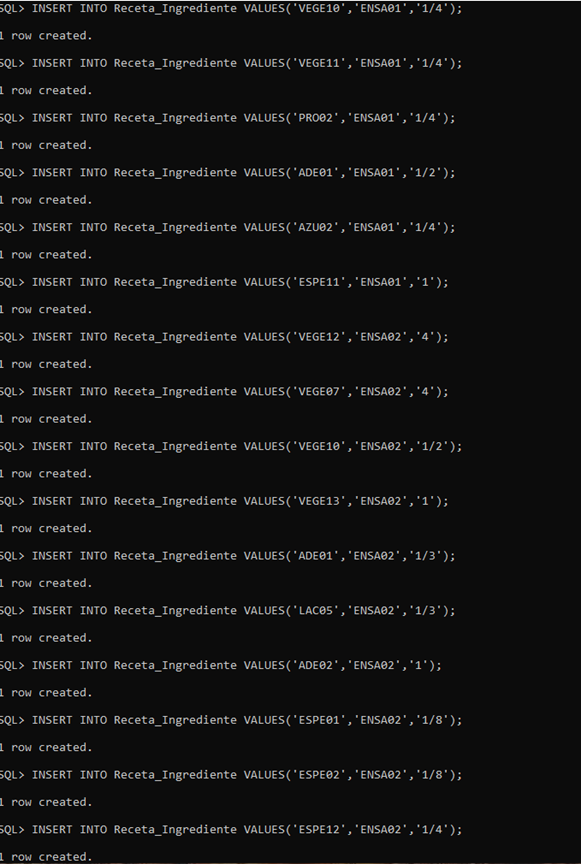 SQL> INSERT INTO Receta_Ingrediente VALUES('VEGE10','ENSA01','1/4');
1 row created.
SQL> INSERT INTO Receta_Ingrediente VALUES('VEGE11','ENSA01','1/4');
1 row created.
SQL> INSERT INTO Receta_Ingrediente VALUES('PRO02','ENSA01','1/4');
1 row created.
SQL> INSERT INTO Receta_Ingrediente VALUES('ADE01','ENSA01','1/2');
1 row created.
SQL> INSERT INTO Receta_Ingrediente VALUES('AZU02','ENSA01','1/4');
1 row created.
SQL> INSERT INTO Receta_Ingrediente VALUES('ESPE11','ENSA01','1');
1 row created.
SQL> INSERT INTO Receta_Ingrediente VALUES('VEGE12','ENSA02','4');
1 row created.
SQL> INSERT INTO Receta_Ingrediente VALUES('VEGE07','ENSA02','4');
1 row created.
SQL> INSERT INTO Receta_Ingrediente VALUES('VEGE10','ENSA02','1/2');
1 row created.
SQL> INSERT INTO Receta_Ingrediente VALUES('VEGE13','ENSA02','1');
1 row created.
SQL> INSERT INTO Receta_Ingrediente VALUES('ADE01','ENSA02','1/3');
1 row created.
SQL> INSERT INTO Receta_Ingrediente VALUES('LAC05','ENSA02','1/3');
1 row created.
SQL> INSERT INTO Receta_Ingrediente VALUES('ADE02','ENSA02','1');
1 row created.
SQL> INSERT INTO Receta_Ingrediente VALUES('ESPE01','ENSA02','1/8');
1 row created.
SQL> INSERT INTO Receta_Ingrediente VALUES('ESPE02','ENSA02','1/8');
1 row created.
SQL> INSERT INTO Receta_Ingrediente VALUES('ESPE12','ENSA02','1/4');
1 row created.